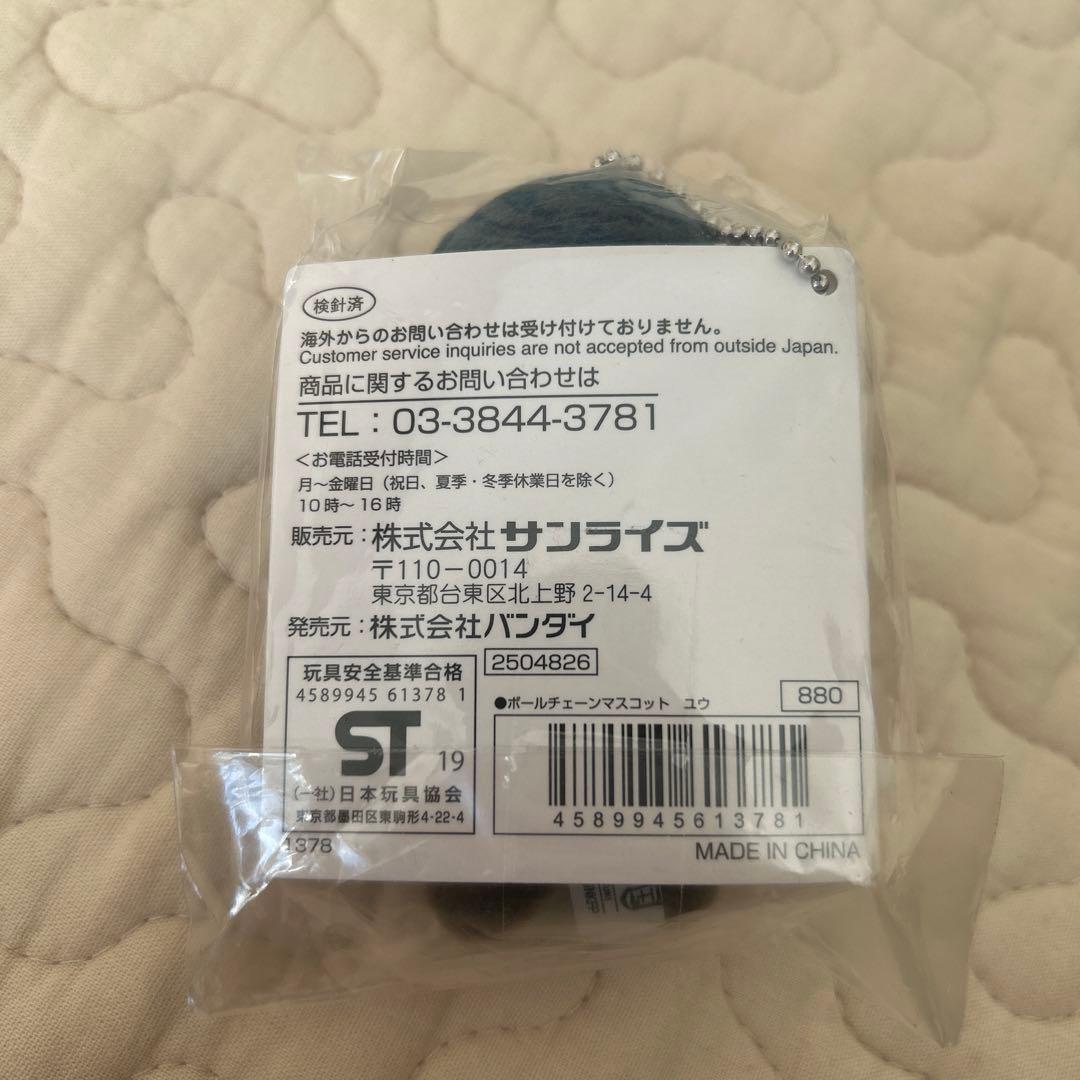 検針済
海外からのお問い合わせは受け付けておりません。
Customer service inquiries are not accepted from outside Japan.
商品に関するお問い合わせは
TEL：03-3844-3781
＜お電話受付時間＞
月～金曜日（祝日、夏季・冬季休業日を除く）
10時～16時
販売元：株式会社サンライズ
〒110－0014
東京都台東区北上野2-14-4
発売元：株式会社バンダイ
2504826
玩具安全基準合格
4589945 61378 1
ST 19
(一社)日本玩具協会
東京都墨田区東駒形4-22-4
●ボールチェーンマスコット ユウ
880
4589945613781
1378
MADE IN CHINA